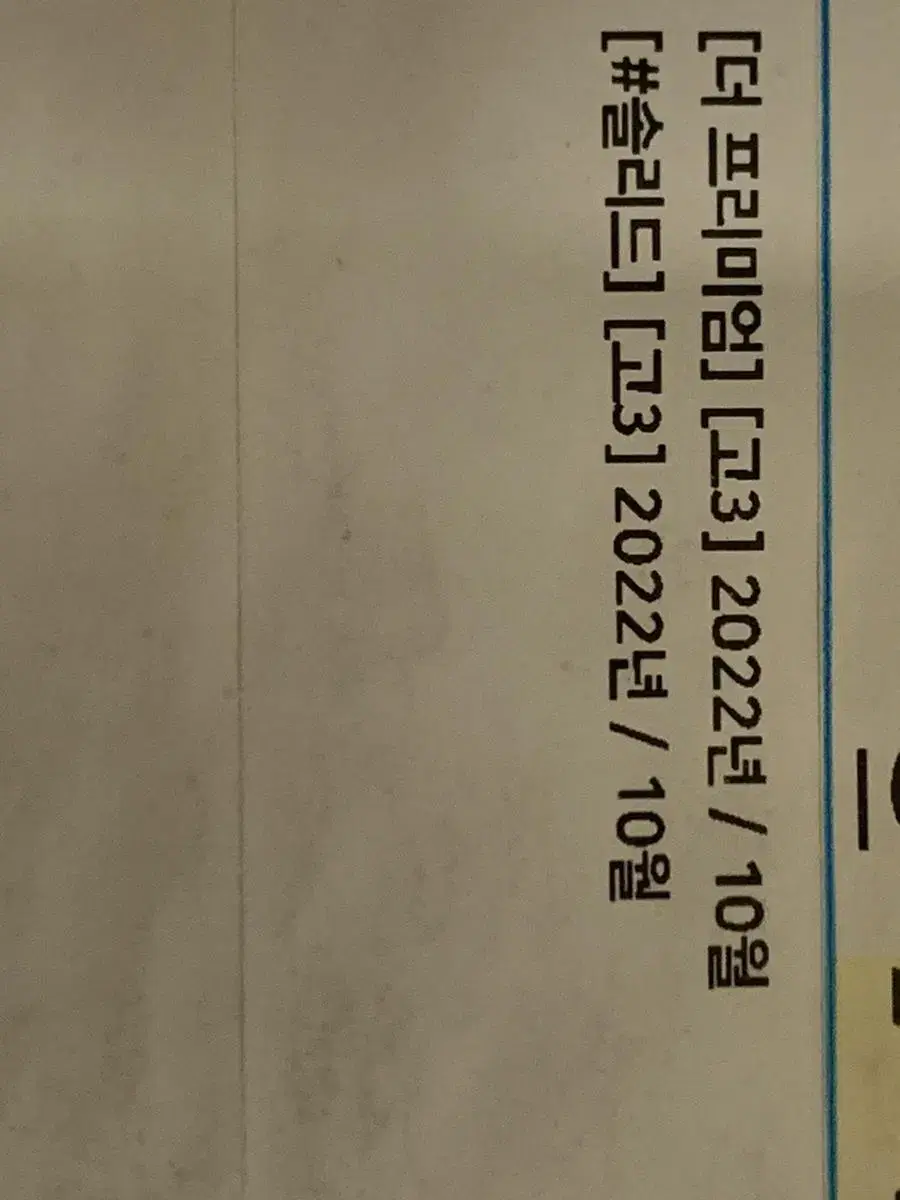 [더 프리미엄] [고3] 2022년 / 10월
[#솔리드] [고3] 2022년 / 10월